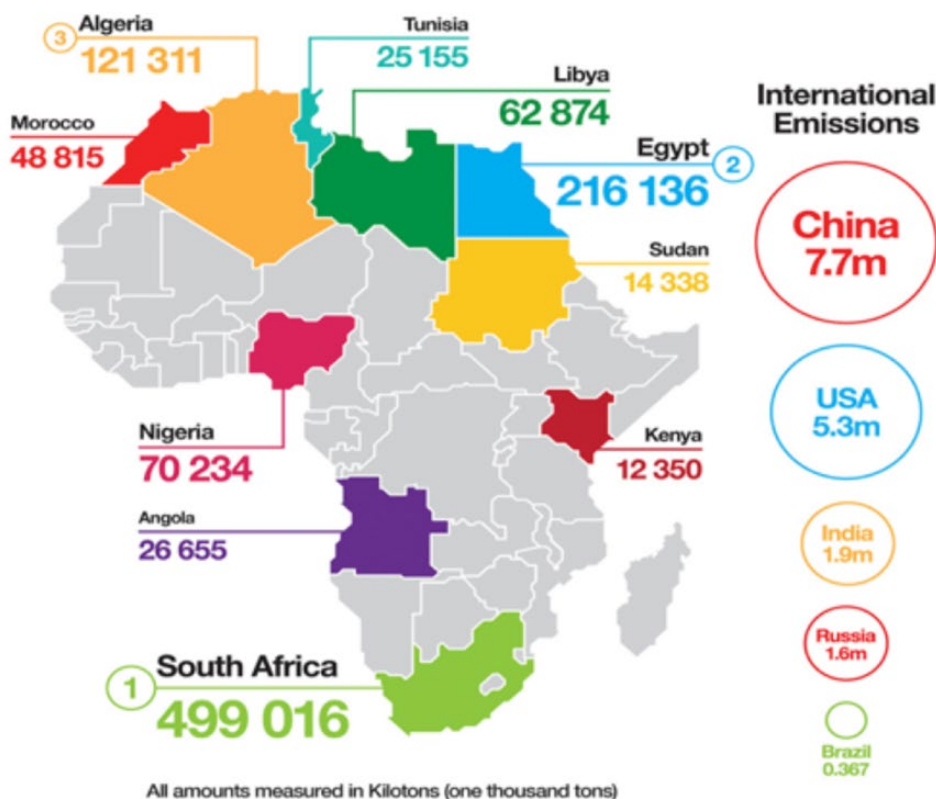 3
Algeria
121 311
Tunisia
25 155
Libya
62 874
Morocco
48 815
Egypt
2
216 136
Sudan
14 338
Nigeria
70 234
Kenya
12 350
Angola
26 655
1
South Africa
499 016
All amounts measured in Kilotons (one thousand tons)
International
Emissions
China
7.7m
USA
5.3m
India
1.9m
Russia
1.6m
Brazil
0.367